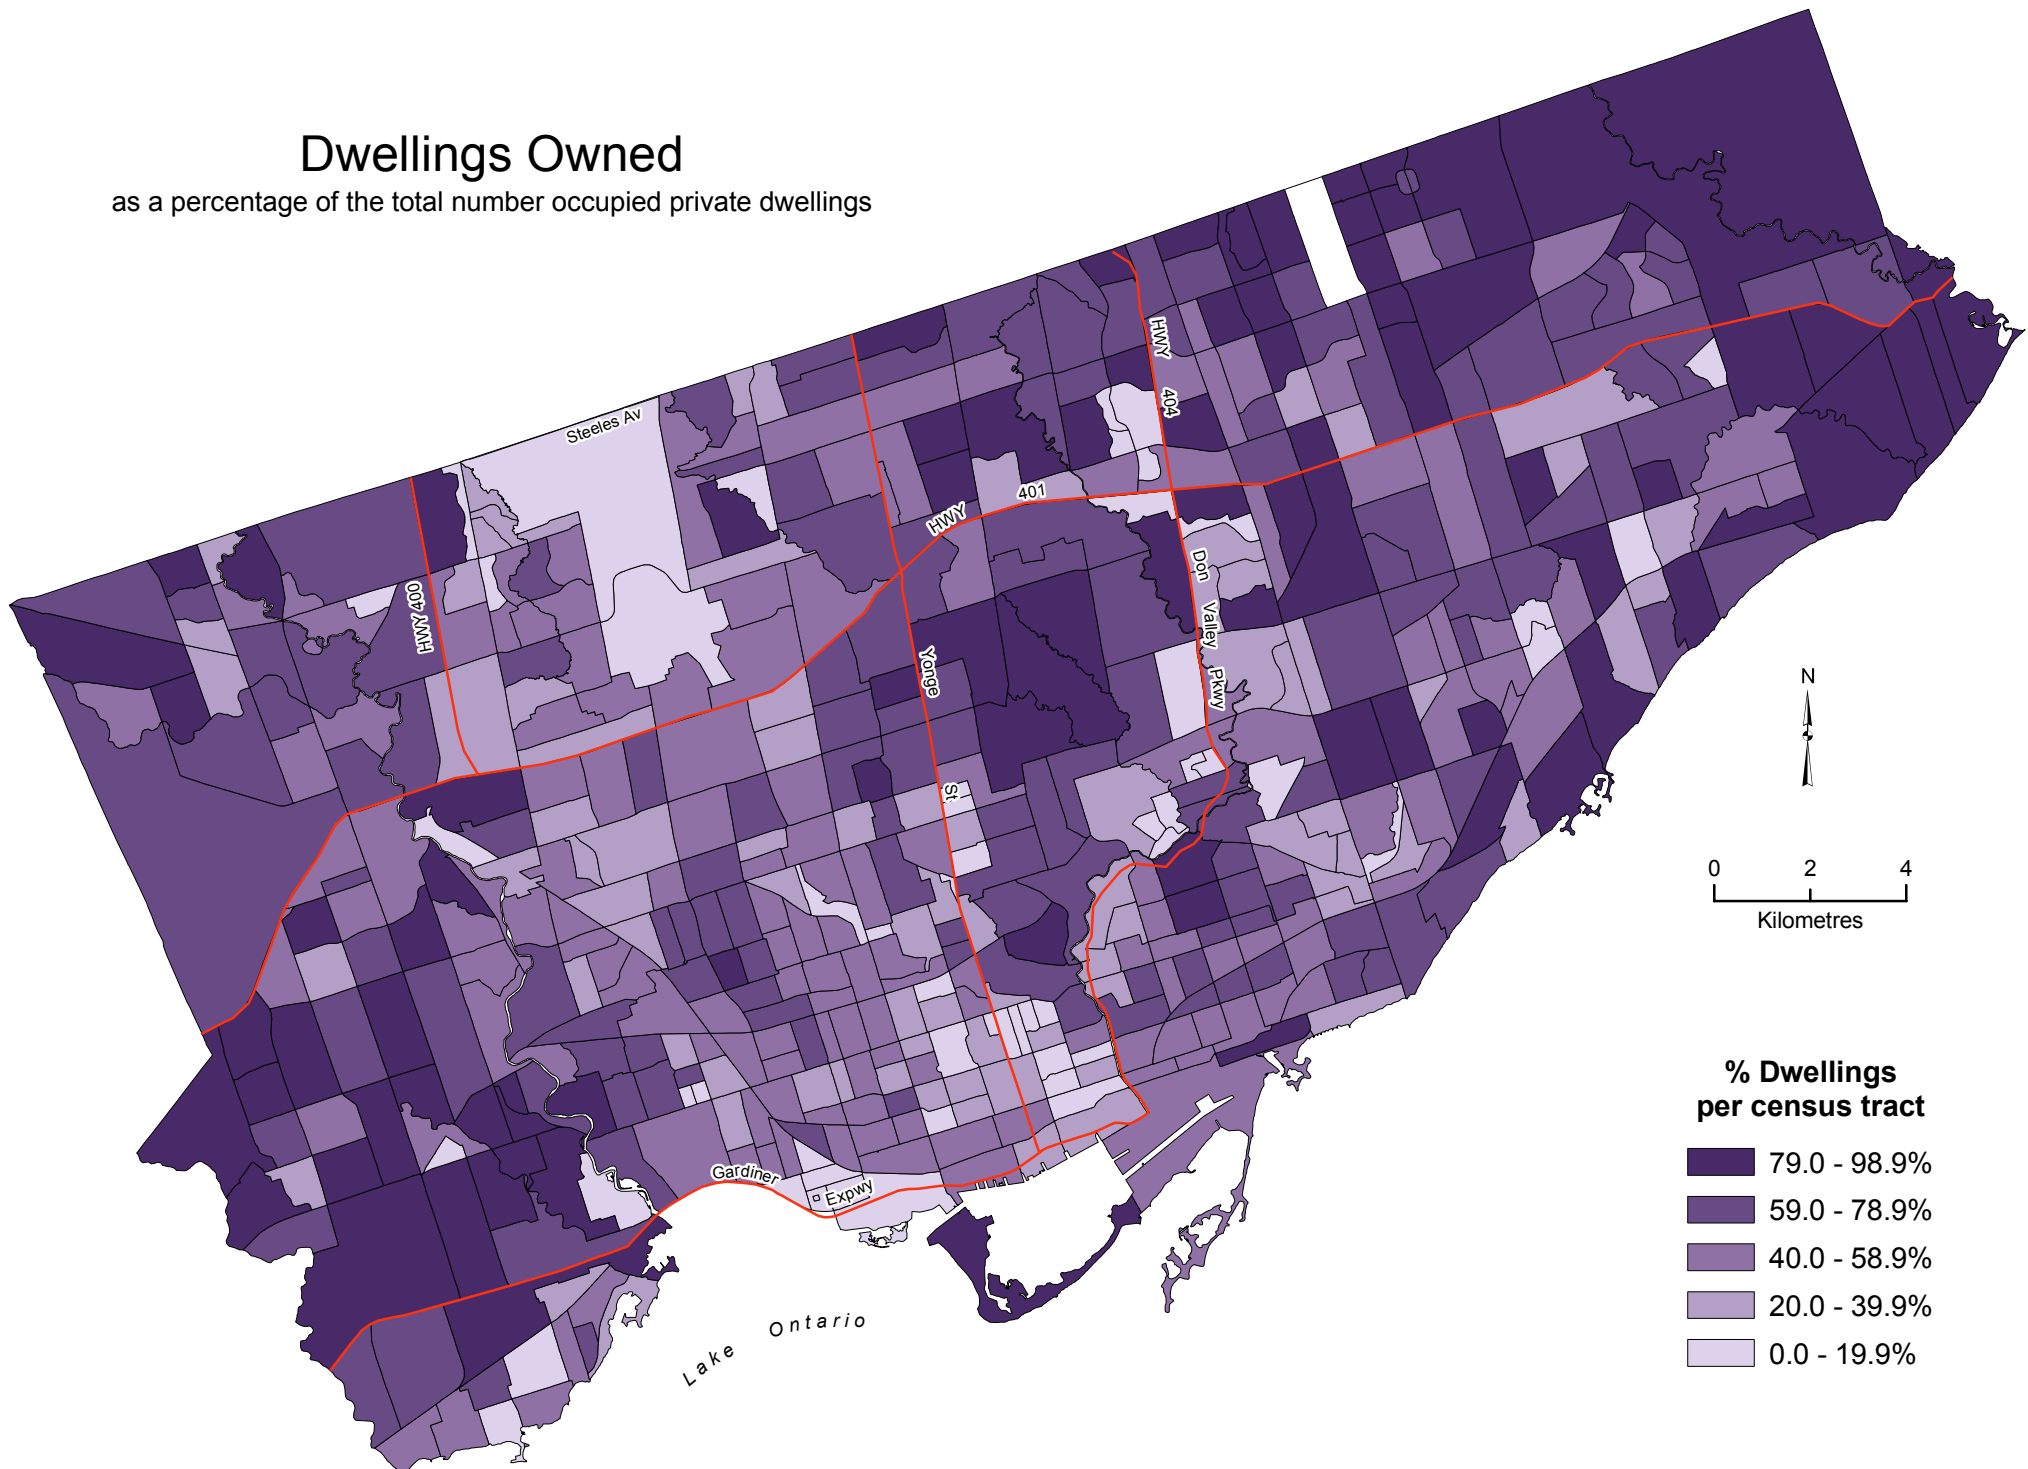 Dwellings Owned
as a percentage of the total number occupied private dwellings
Steeles Av
HWY 400
HWY
404
HWY
401
Don
Valley
Pkwy
Yonge
St
Gardiner
Expwy
Lake Ontario
N
0 2 4
Kilometres
% Dwellings
per census tract
79.0 - 98.9%
59.0 - 78.9%
40.0 - 58.9%
20.0 - 39.9%
0.0 - 19.9%